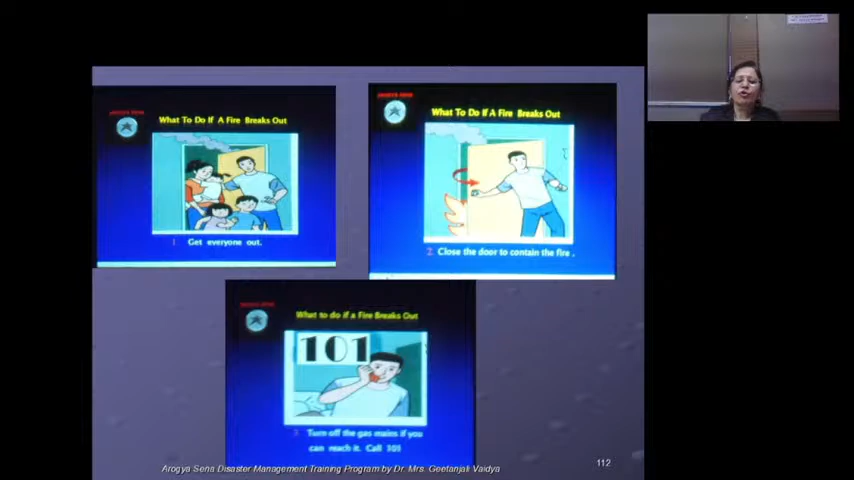 What To Do If A Fire Breaks Out
1. Get everyone out.
What To Do If A Fire Breaks Out
2. Close the door to contain the fire .
What to do if a Fire Breaks Out
101
3 Turn off the gas mains if you
can reach it. Call 101
Arogya Sena Disaster Management Training Program by Dr. Mrs. Geetanjali Vaidya
112